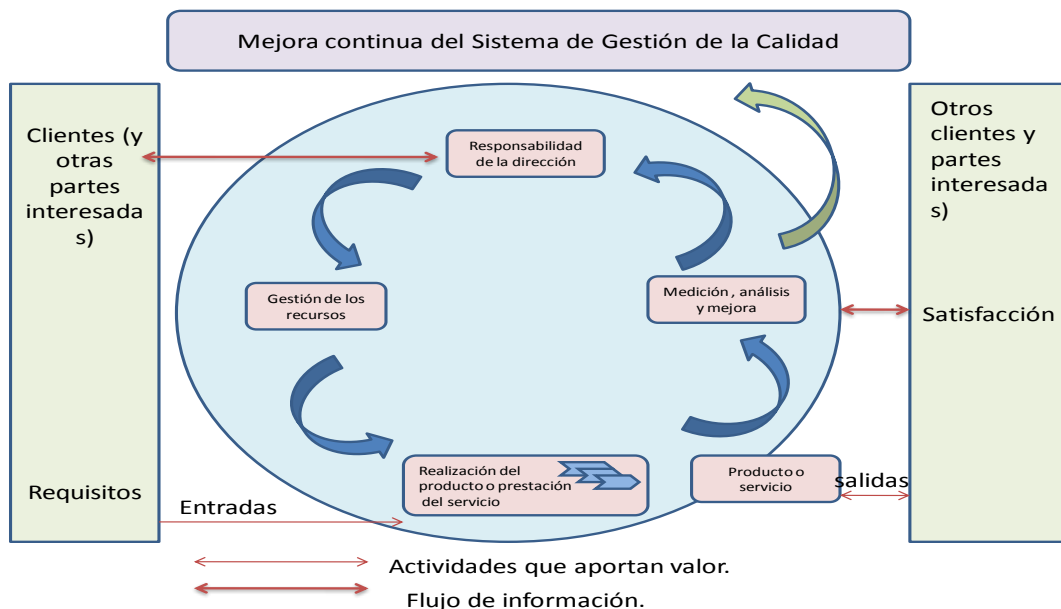 Mejora continua del Sistema de Gestión de la Calidad
Clientes (y
otras
partes
interesada
s)
Requisitos
Responsabilidad
de la dirección
Gestión de los
recursos
Medición , análisis
y mejora
Realización del
producto o prestación
del servicio
Producto o
servicio
Otros
clientes y
partes
interesada
s)
Satisfacción
Entradas
salidas
Actividades que aportan valor.
Flujo de información.